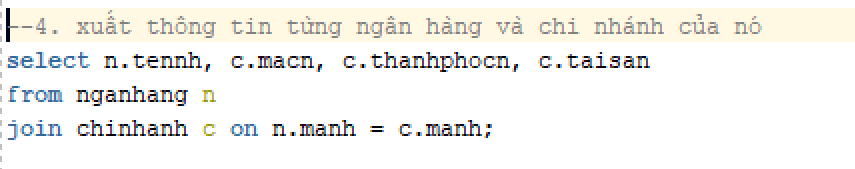 --4. xuất thông tin từng ngân hàng và chi nhánh của nó
select n.tennh, c.macn, c.thanhphocn, c.taisan
from nganhang n
join chinhanh c on n.manh = c.manh;